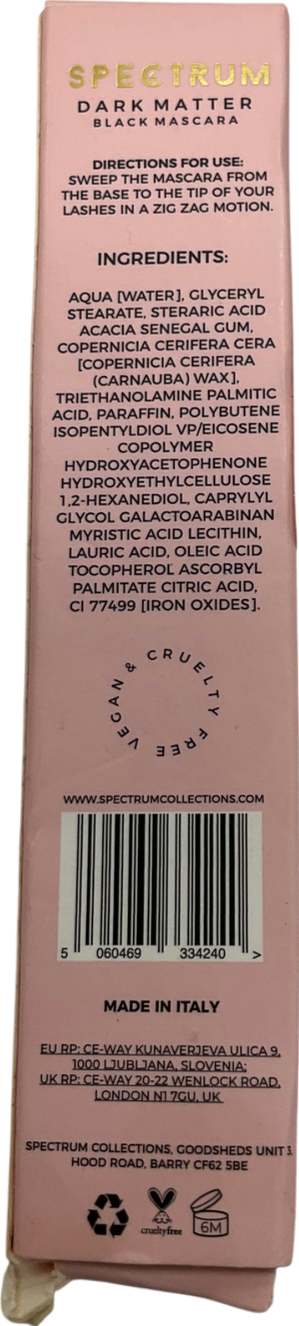 SPECTRUM
DARK MATTER
BLACK MASCARA
DIRECTIONS FOR USE:
SWEEP THE MASCARA FROM
THE BASE TO THE TIP OF YOUR
LASHES IN A ZIG ZAG MOTION.
INGREDIENTS:
AQUA [WATER], GLYCERYL
STEARATE, STERARIC ACID
ACACIA SENEGAL GUM,
COPERNICIA CERIFERA CERA
[COPERNICIA CERIFERA
(CARNAUBA) WAX],
TRIETHANOLAMINE PALMITIC
ACID, PARAFFIN, POLYBUTENE
ISOPENTYLDIOL VP/EICOSENE
COPOLYMER
HYDROXYACETOPHENONE
HYDROXYETHYLCELLULOSE
1,2-HEXANEDIOL, CAPRYLYL
GLYCOL GALACTOARABINAN
MYRISTIC ACID LECITHIN,
LAURIC ACID, OLEIC ACID
TOCOPHEROL ASCORBYL
PALMITATE CITRIC ACID,
CI 77499 [IRON OXIDES].
VEGAN & CRUELTY FREE
WWW.SPECTRUMCOLLECTIONS.COM
5 060469 334240 >
MADE IN ITALY
EU RP: CE-WAY KUNAVERJEVA ULICA 9,
1000 LJUBLJANA, SLOVENIA;
UK RP: CE-WAY 20-22 WENLOCK ROAD,
LONDON N1 7GU, UK
SPECTRUM COLLECTIONS, GOODSHEDS UNIT 3,
HOOD ROAD, BARRY CF62 5BE
crueltyfree
6M